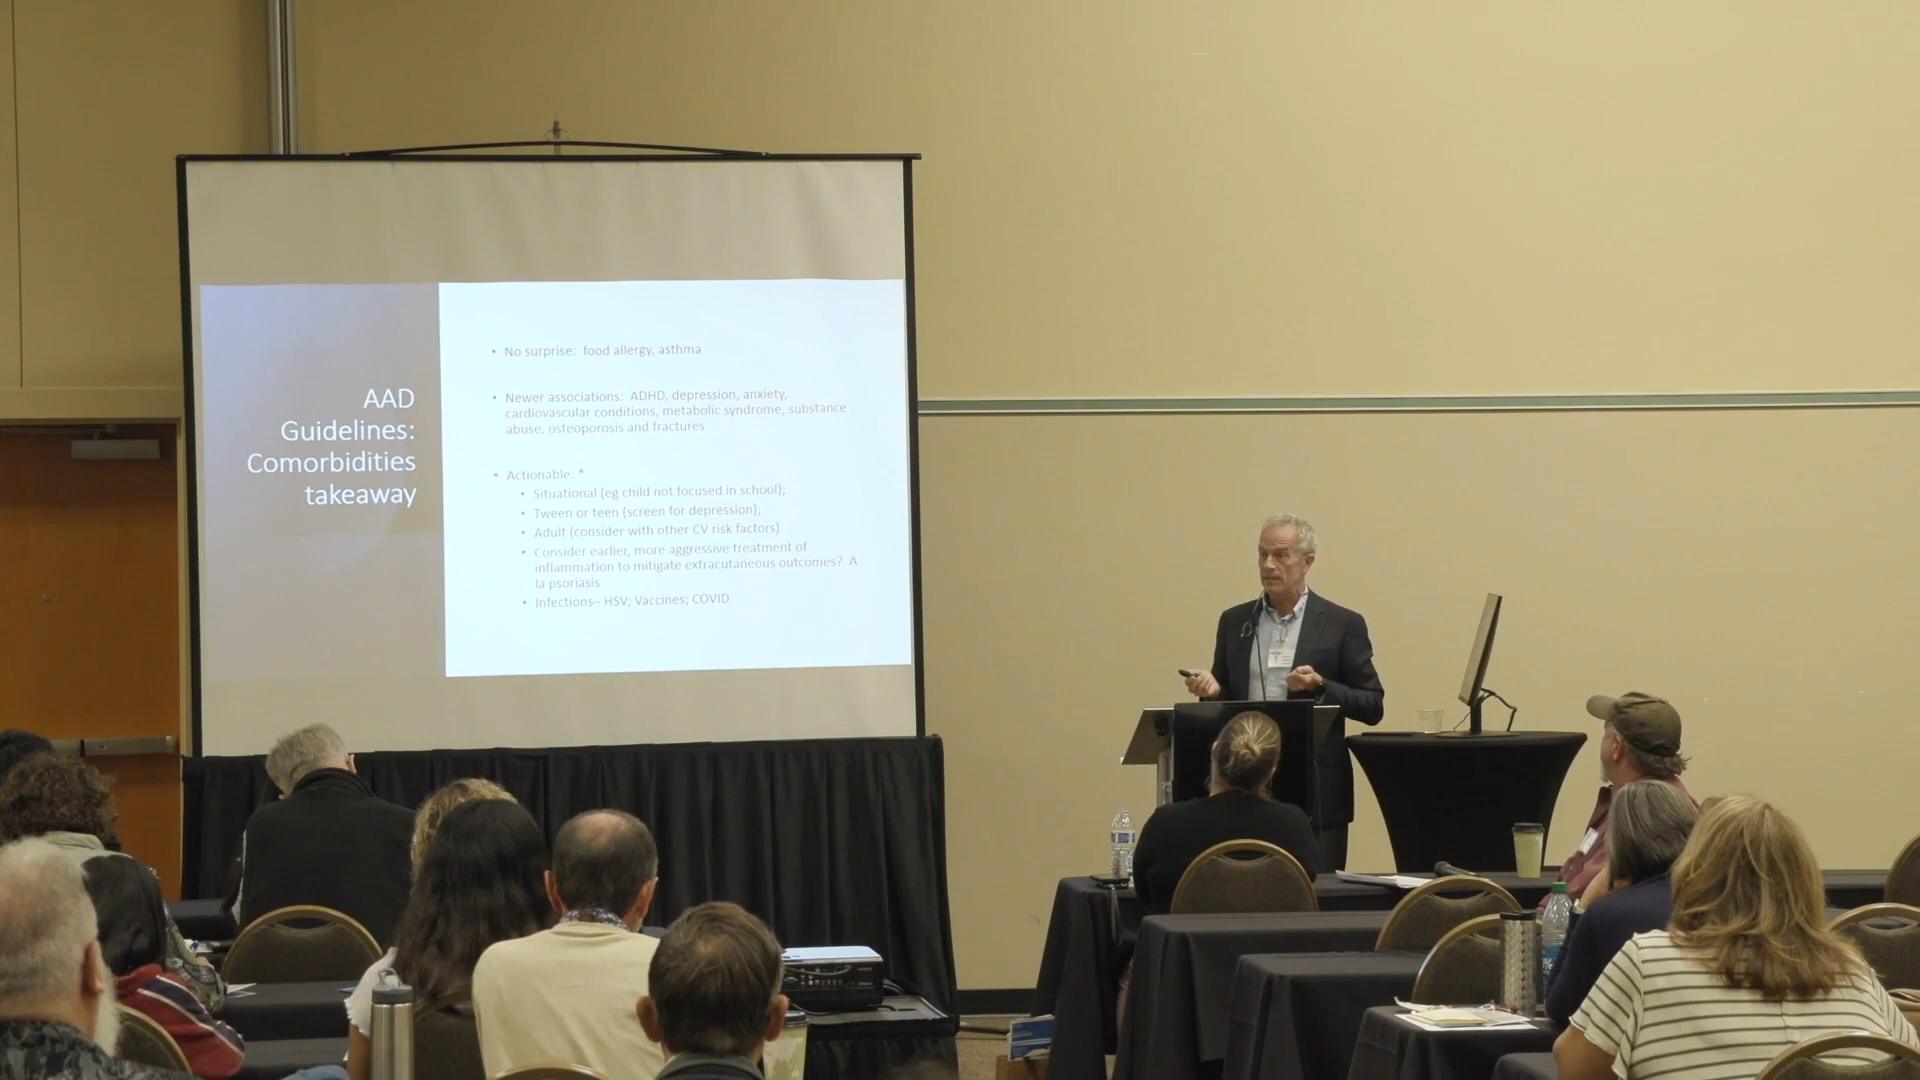 AAD
Guidelines:
Comorbidities
takeaway
• No surprise: food allergy, asthma
• Newer associations: ADHD, depression, anxiety,
cardiovascular conditions, metabolic syndrome, substance
abuse, osteoporosis and fractures
• Actionable: *
• Situational (eg child not focused in school);
• Tween or teen (screen for depression);
• Adult (consider with other CV risk factors)
• Consider earlier, more aggressive treatment of
inflammation to mitigate extracutaneous outcomes? A
la psoriasis
• Infections– HSV; Vaccines; COVID